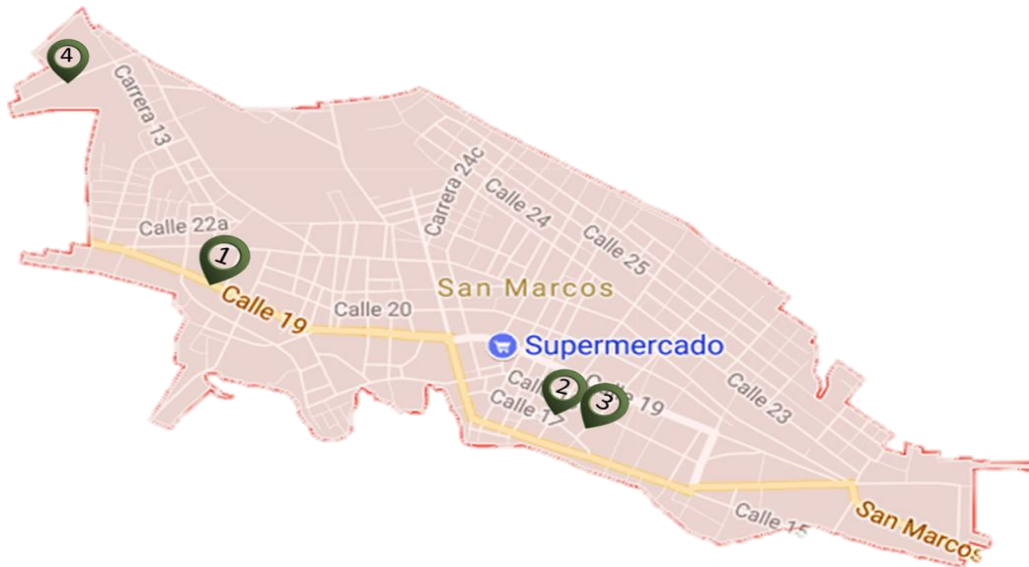 4
Carrera 13
Carrera 24c
Calle 24
Calle 22a
Calle 25
1
San Marcos
Calle 19
Calle 20
Supermercado
2
3
Calle 19
Calle 23
Calle 17
Calle 15
San Marcos